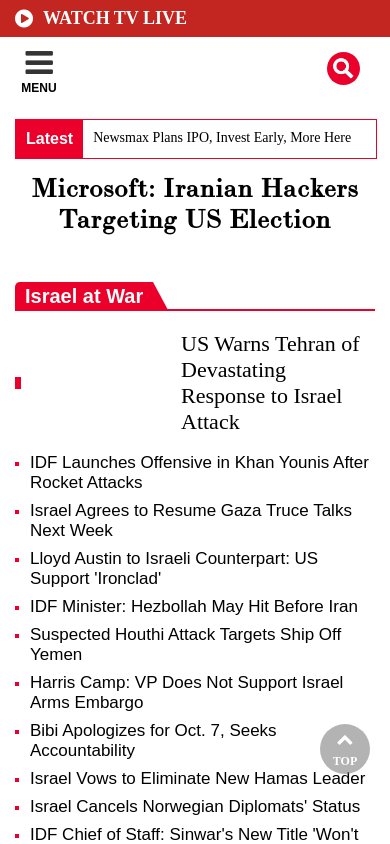 WATCH TV LIVE
MENU
Latest
Newsmax Plans IPO, Invest Early, More Here
Microsoft: Iranian Hackers
Targeting US Election
Israel at War
US Warns Tehran of
Devastating
Response to Israel
Attack
IDF Launches Offensive in Khan Younis After
Rocket Attacks
Israel Agrees to Resume Gaza Truce Talks
Next Week
Lloyd Austin to Israeli Counterpart: US
Support 'Ironclad'
IDF Minister: Hezbollah May Hit Before Iran
Suspected Houthi Attack Targets Ship Off
Yemen
Harris Camp: VP Does Not Support Israel
Arms Embargo
Bibi Apologizes for Oct. 7, Seeks
Accountability
TOP
Israel Vows to Eliminate New Hamas Leader
Israel Cancels Norwegian Diplomats' Status
IDF Chief of Staff: Sinwar's New Title 'Won't